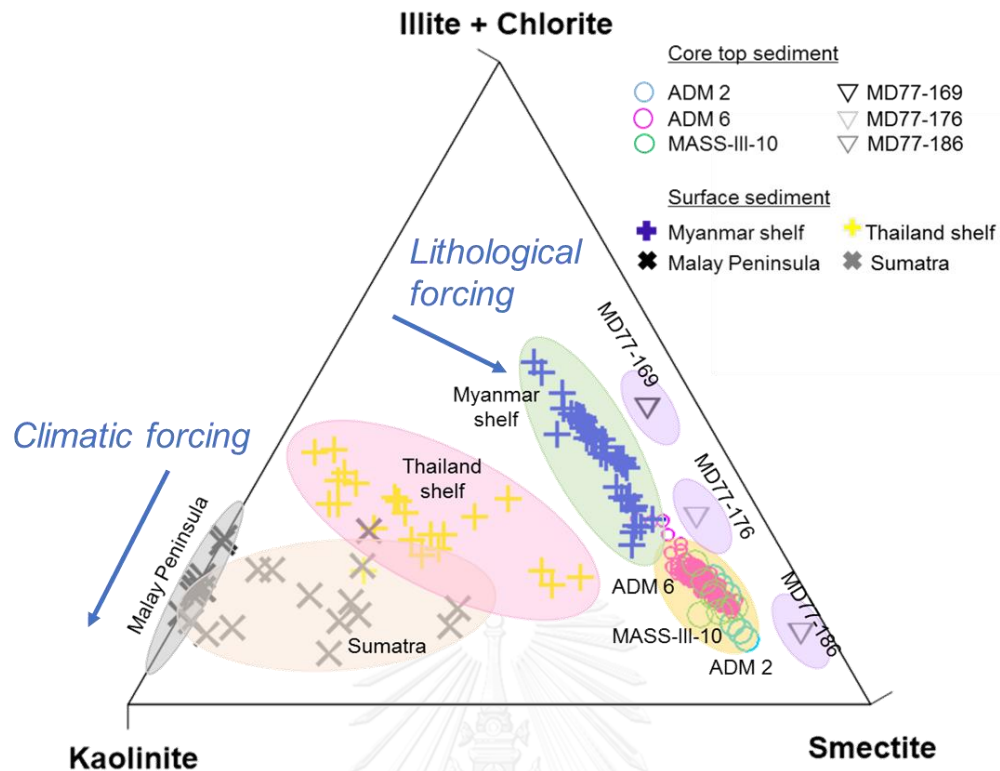 Illite + Chlorite
Core top sediment
ADM 2
MD77-169
ADM 6
MD77-176
MASS-III-10
MD77-186
Surface sediment
Myanmar shelf
Thailand shelf
Malay Peninsula
Sumatra
Lithological
forcing
MD77-169
Myanmar
shelf
Climatic forcing
Thailand
shelf
MD77-176
Malay Peninsula
ADM 6
MD77-186
MASS-III-10
Sumatra
ADM 2
Kaolinite
Smectite